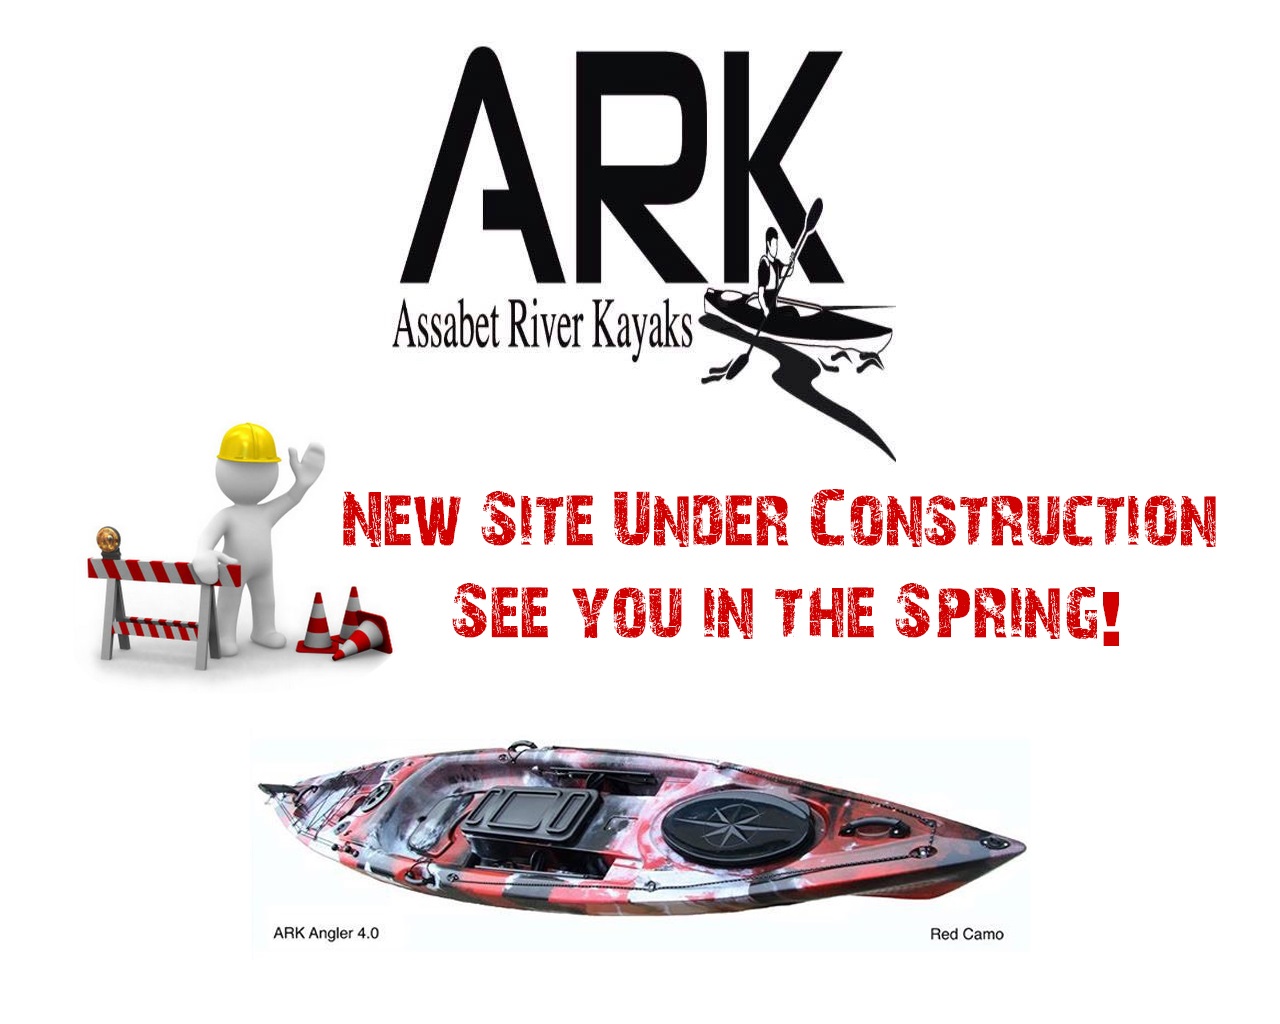 ARK
Assabet River Kayaks
New Site Under Construction
See you in the Spring!
ARK Angler 4.0
Red Camo